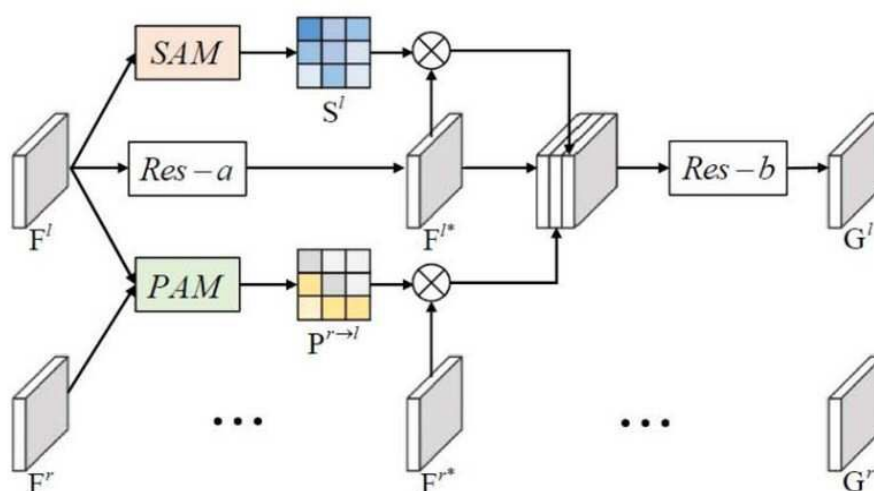 SAM
S^l
F^l
Res-a
F^l*
Res-b
G^l
PAM
P^r→l
F^r
...
F^r*
...
G^r